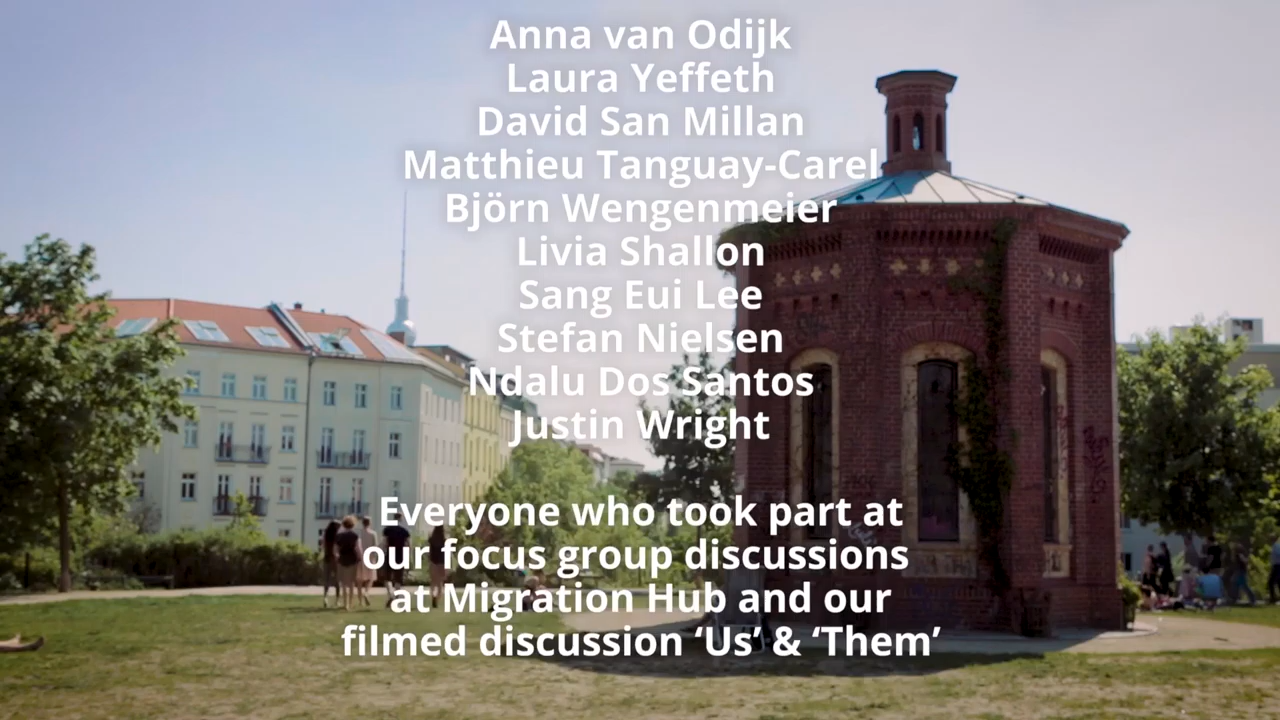 Anna van Odijk
Laura Yeffeth
David San Millan
Matthieu Tanguay-Carel
Björn Wengenmeier
Livia Shallon
Sang Eui Lee
Stefan Nielsen
Ndalu Dos Santos
Justin Wright
Everyone who took part at
our focus group discussions
at Migration Hub and our
filmed discussion ‘Us’ & ‘Them’